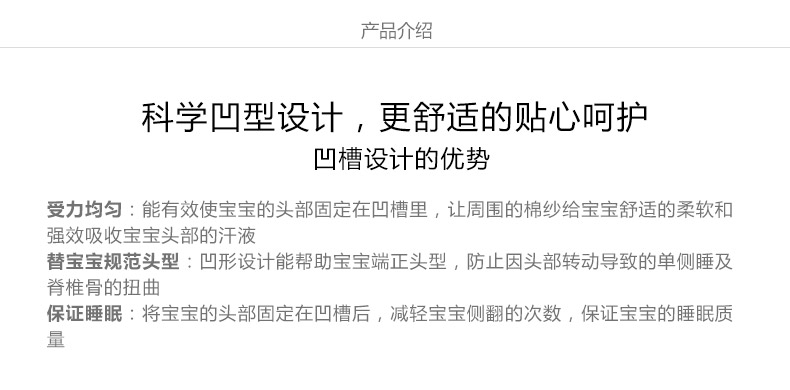 产品介绍
科学凹型设计，更舒适的贴心呵护
凹槽设计的优势
受力均匀：能有效使宝宝的头部固定在凹槽里，让周围的棉纱给宝宝舒适的柔软和
强效吸收宝宝头部的汗液
替宝宝规范头型：凹形设计能帮助宝宝端正头型，防止因头部转动导致的单侧睡及
脊椎骨的扭曲
保证睡眠：将宝宝的头部固定在凹槽后，减轻宝宝侧翻的次数，保证宝宝的睡眠质
量